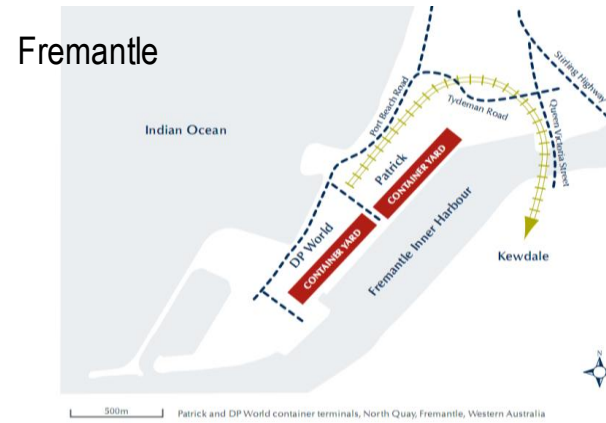 Fremantle
Indian Ocean
Port Beach Road
Tydeman Road
Stirling Highway
Queen Victoria Street
Patrick
CONTAINER YARD
DP World
CONTAINER YARD
Fremantle Inner Harbour
Kewdale
N
500m
Patrick and DP World container terminals, North Quay, Fremantle, Western Australia